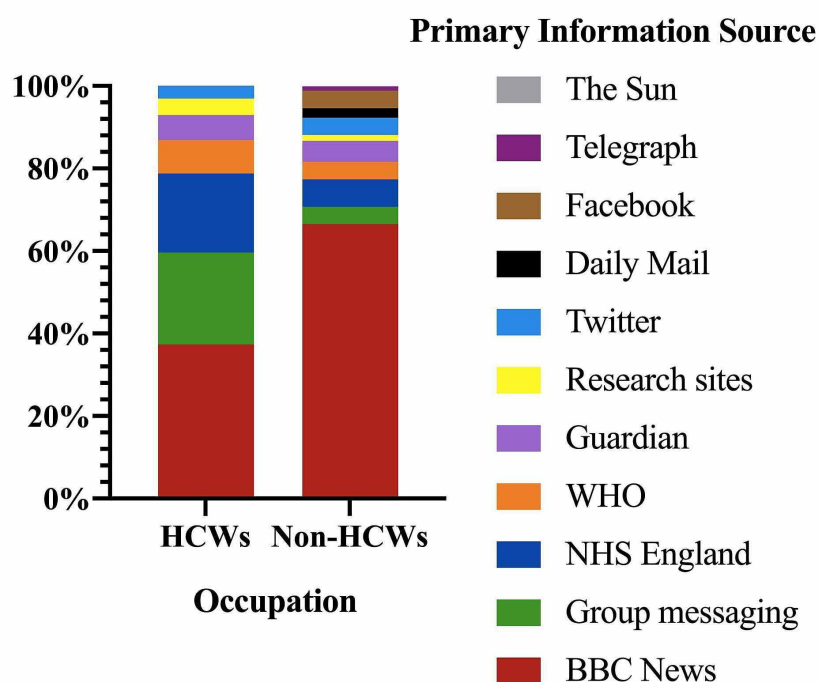 Primary Information Source
100%
80%
60%
40%
20%
0%
HCWs Non-HCWs
Occupation
The Sun
Telegraph
Facebook
Daily Mail
Twitter
Research sites
Guardian
WHO
NHS England
Group messaging
BBC News